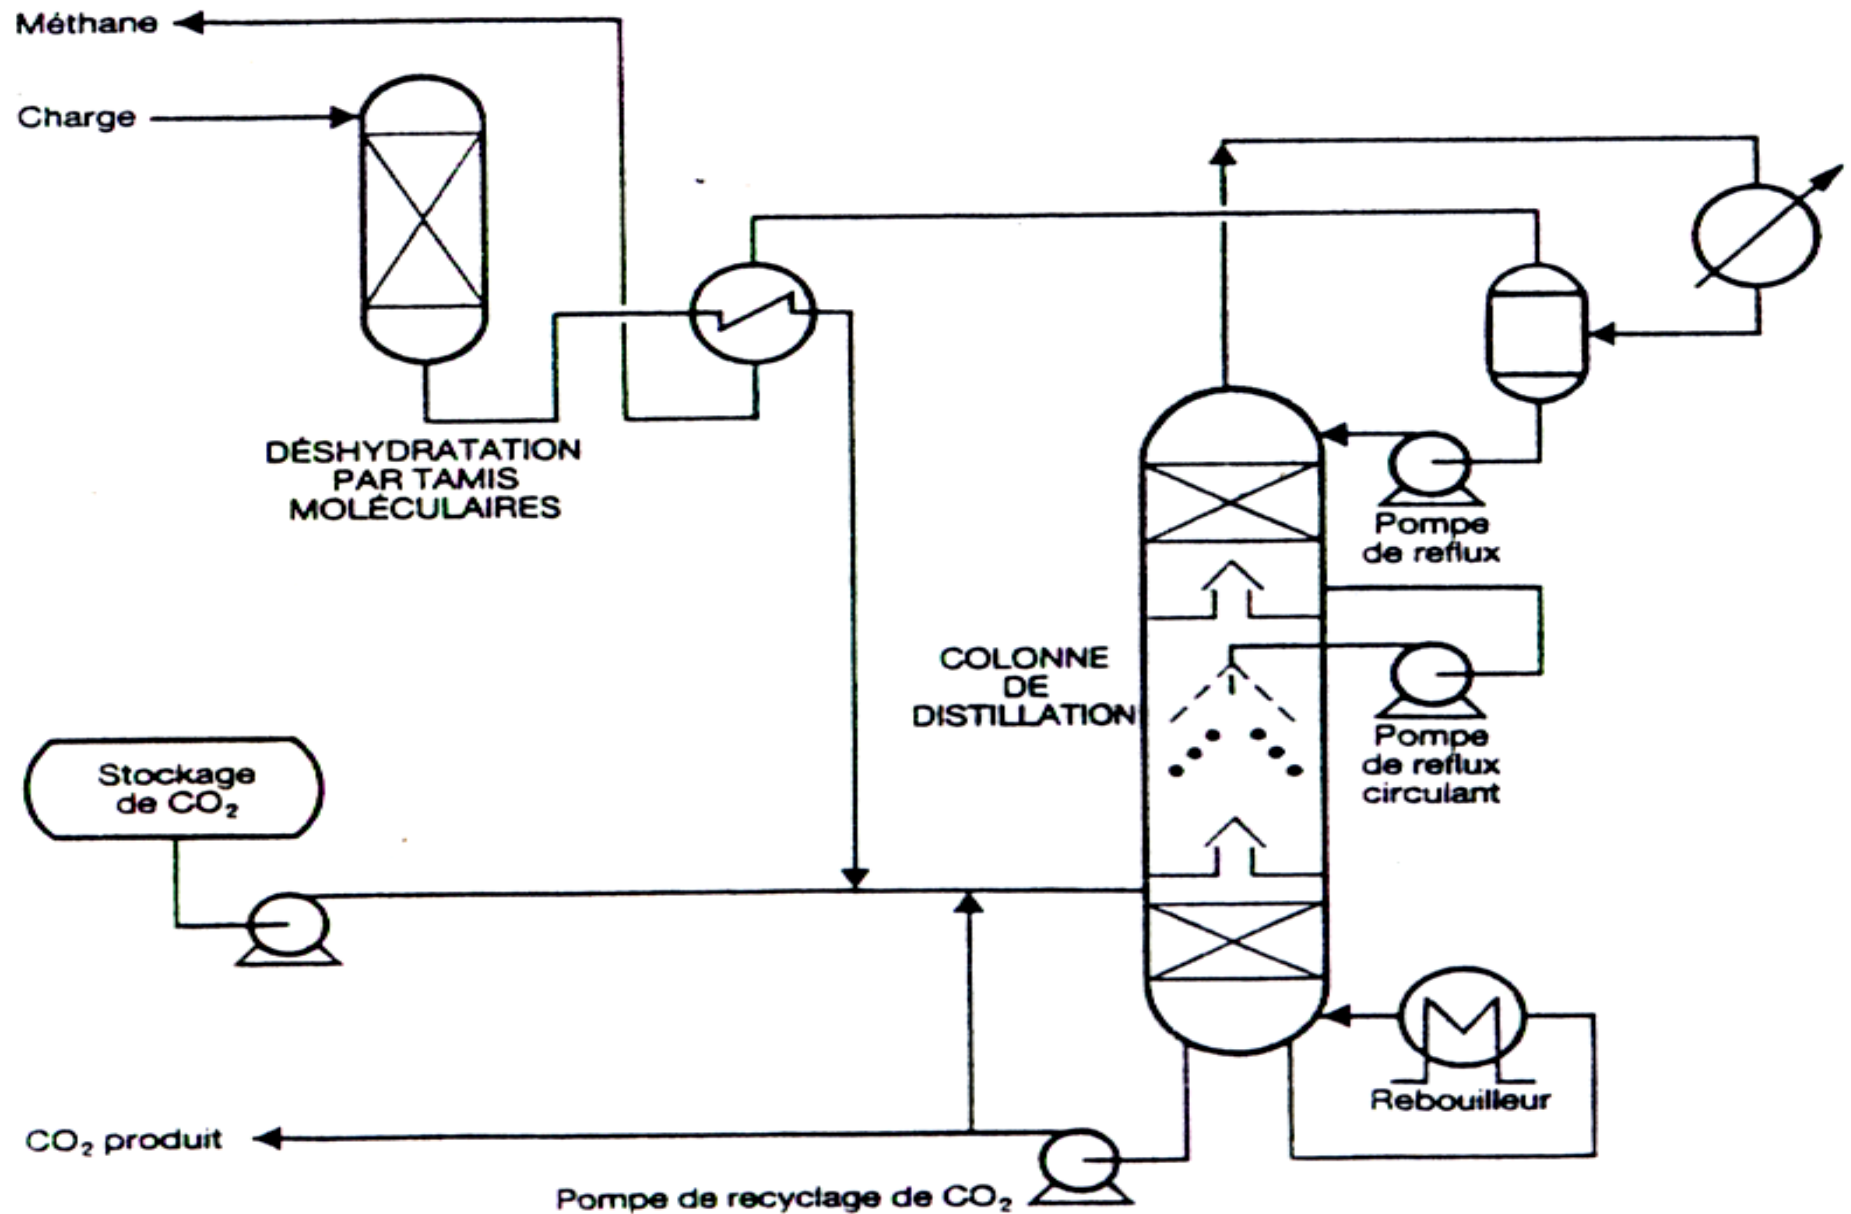 Méthane
Charge
DÉSHYDRATATION
PAR TAMIS
MOLÉCULAIRES
Pompe
de reflux
COLONNE
DE
DISTILLATION
Pompe
de reflux
circulant
Stockage
de CO₂
Rebouilleur
CO₂ produit
Pompe de recyclage de CO₂